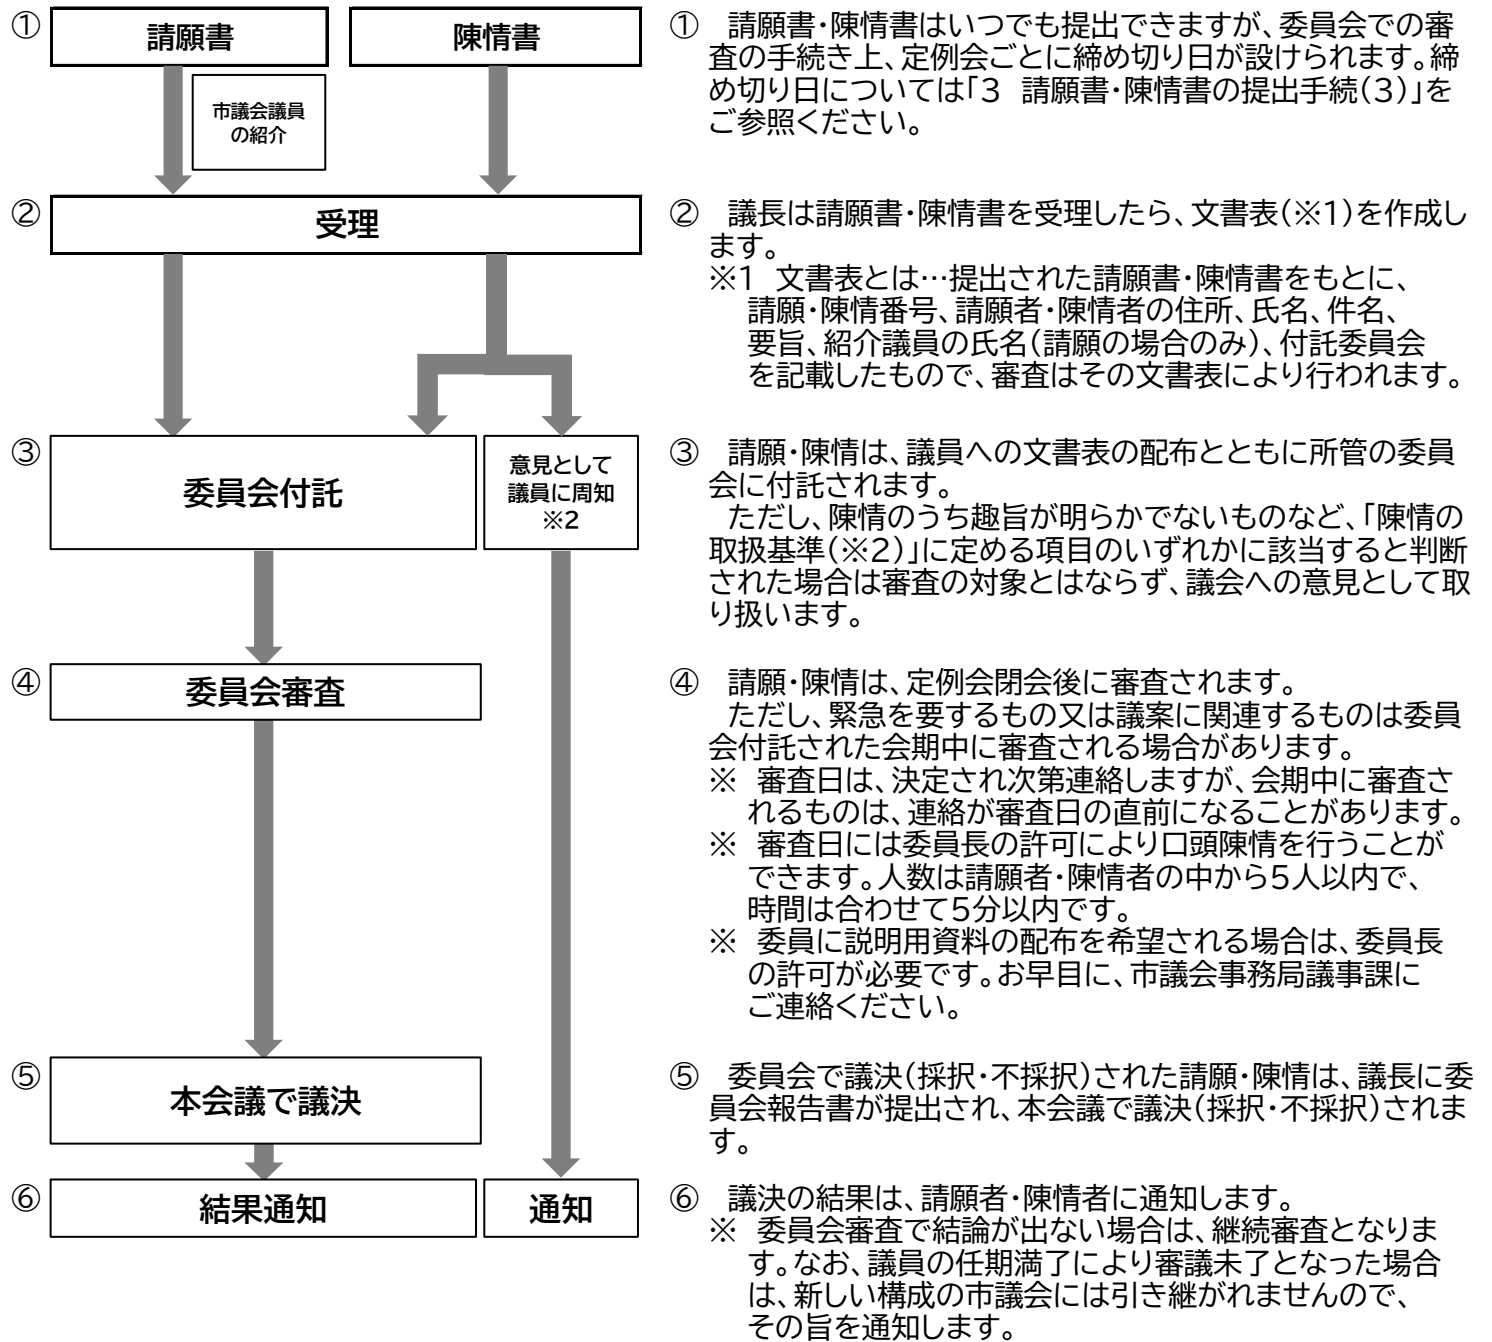 ①
請願書
陳情書
市議会議員
の紹介
②
受理
③
委員会付託
意見として
議員に周知
※2
④
委員会審査
⑤
本会議で議決
⑥
結果通知
通知
① 請願書・陳情書はいつでも提出できますが、委員会での審
査の手続き上、定例会ごとに締め切り日が設けられます。締
め切り日については「3 請願書・陳情書の提出手続(3)」を
ご参照ください。
② 議長は請願書・陳情書を受理したら、文書表(※1)を作成し
ます。
※1 文書表とは…提出された請願書・陳情書をもとに、
請願・陳情番号、請願者・陳情者の住所、氏名、件名、
要旨、紹介議員の氏名(請願の場合のみ)、付託委員会
を記載したもので、審査はその文書表により行われます。
③ 請願・陳情は、議員への文書表の配布とともに所管の委員
会に付託されます。
ただし、陳情のうち趣旨が明らかでないものなど、「陳情の
取扱基準(※2)」に定める項目のいずれかに該当すると判断
された場合は審査の対象とはならず、議会への意見として取
り扱います。
④ 請願・陳情は、定例会閉会後に審査されます。
ただし、緊急を要するもの又は議案に関連するものは委員
会付託された会期中に審査される場合があります。
※ 審査日は、決定され次第連絡しますが、会期中に審査さ
れるものは、連絡が審査日の直前になることがあります。
※ 審査日には委員長の許可により口頭陳情を行うことが
できます。人数は請願者・陳情者の中から5人以内で、
時間は合わせて5分以内です。
※ 委員に説明用資料の配布を希望される場合は、委員長
の許可が必要です。お早目に、市議会事務局議事課に
ご連絡ください。
⑤ 委員会で議決(採択・不採択)された請願・陳情は、議長に委
員会報告書が提出され、本会議で議決(採択・不採択)されま
す。
⑥ 議決の結果は、請願者・陳情者に通知します。
※ 委員会審査で結論が出ない場合は、継続審査となりま
す。なお、議員の任期満了により審議未了となった場合
は、新しい構成の市議会には引き継がれませんので、
その旨を通知します。